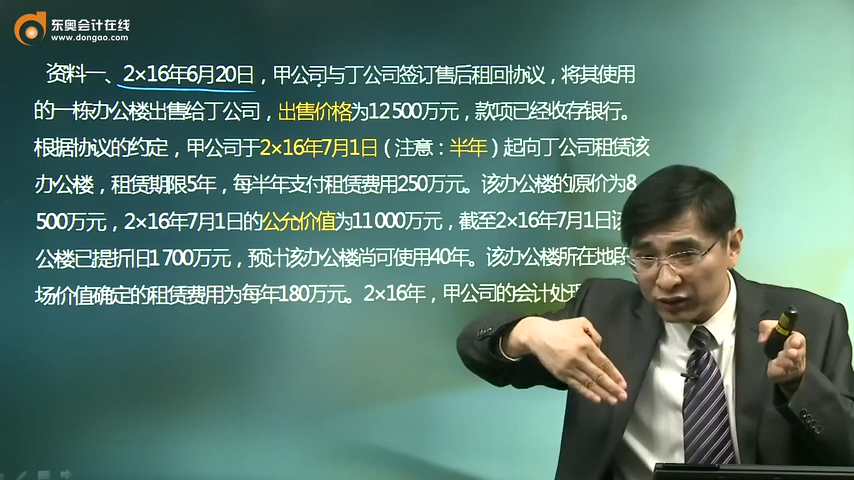 东奥会计在线
www.dongao.com
资料一、2×16年6月20日，甲公司与丁公司签订售后租回协议，将其使用
的一栋办公楼出售给丁公司，出售价格为12 500万元，款项已经收存银行。
根据协议的约定，甲公司于2×16年7月1日（注意：半年）起向丁公司租赁该
办公楼，租赁期限5年，每半年支付租赁费用250万元。该办公楼的原价为8
500万元，2×16年7月1日的公允价值为11 000万元，截至2×16年7月1日该
公楼已提折旧1 700万元，预计该办公楼尚可使用40年。该办公楼所在地段
场价值确定的租赁费用为每年180万元。2×16年，甲公司的会计处理